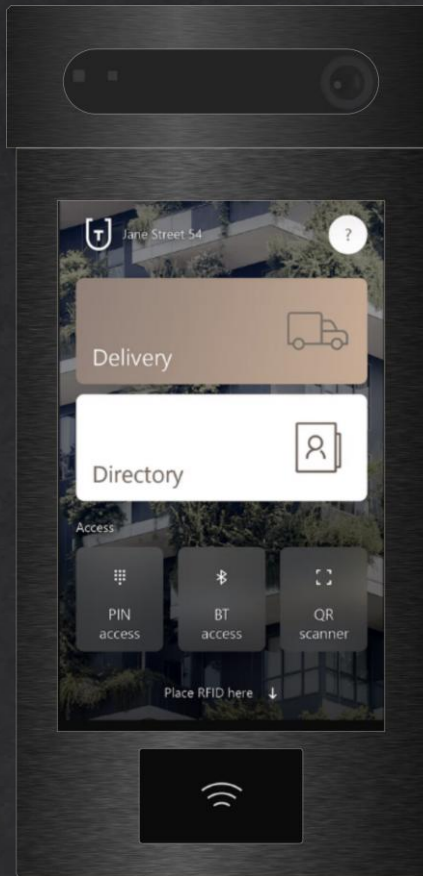 T
Jane Street 54
?
Delivery
Directory
Access
PIN
access
BT
access
QR
scanner
Place RFID here ↓